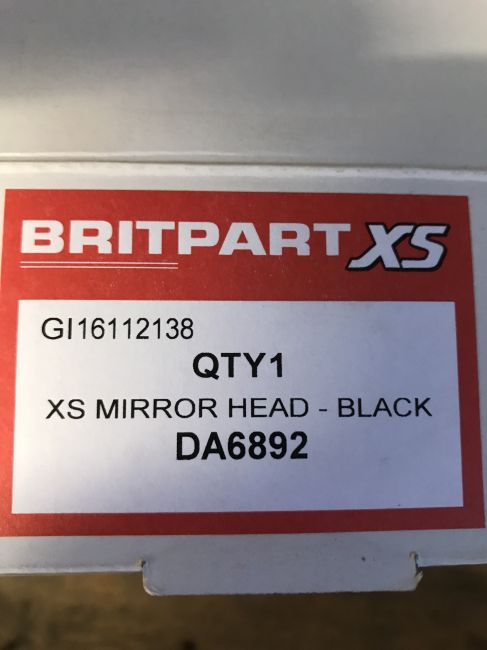 BRITPART XS
GI16112138
QTY1
XS MIRROR HEAD - BLACK
DA6892